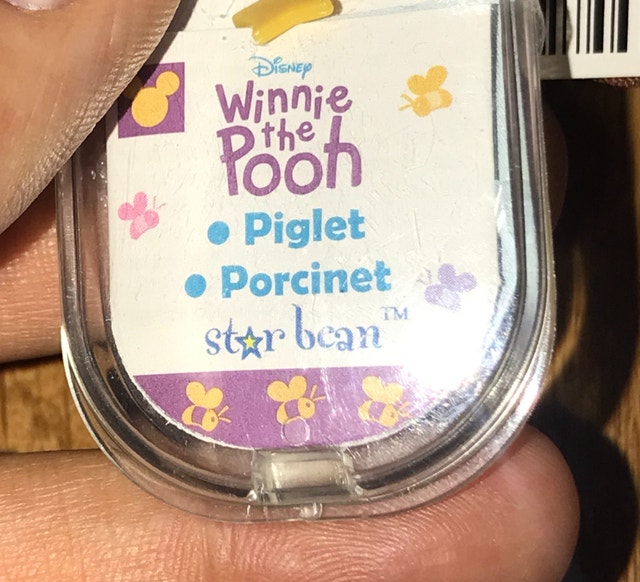 Disney
Winnie
the
Pooh
• Piglet
• Porcinet
star bean™